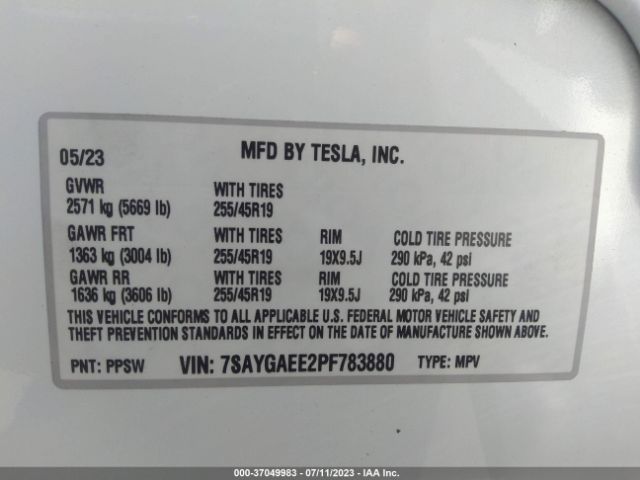 05/23 MFD BY TESLA, INC.
GVWR WITH TIRES
2571 kg (5669 lb) 255/45R19
GAWR FRT WITH TIRES RIM COLD TIRE PRESSURE
1363 kg (3004 lb) 255/45R19 19X9.5J 290 kPa, 42 psi
GAWR RR WITH TIRES RIM COLD TIRE PRESSURE
1636 kg (3606 lb) 255/45R19 19X9.5J 290 kPa, 42 psi
THIS VEHICLE CONFORMS TO ALL APPLICABLE U.S. FEDERAL MOTOR VEHICLE SAFETY AND
THEFT PREVENTION STANDARDS IN EFFECT ON THE DATE OF MANUFACTURE SHOWN ABOVE.
PNT: PPSW VIN: 7SAYGAEE2PF783880 TYPE: MPV
000-37049983 - 07/11/2023 - IAA Inc.